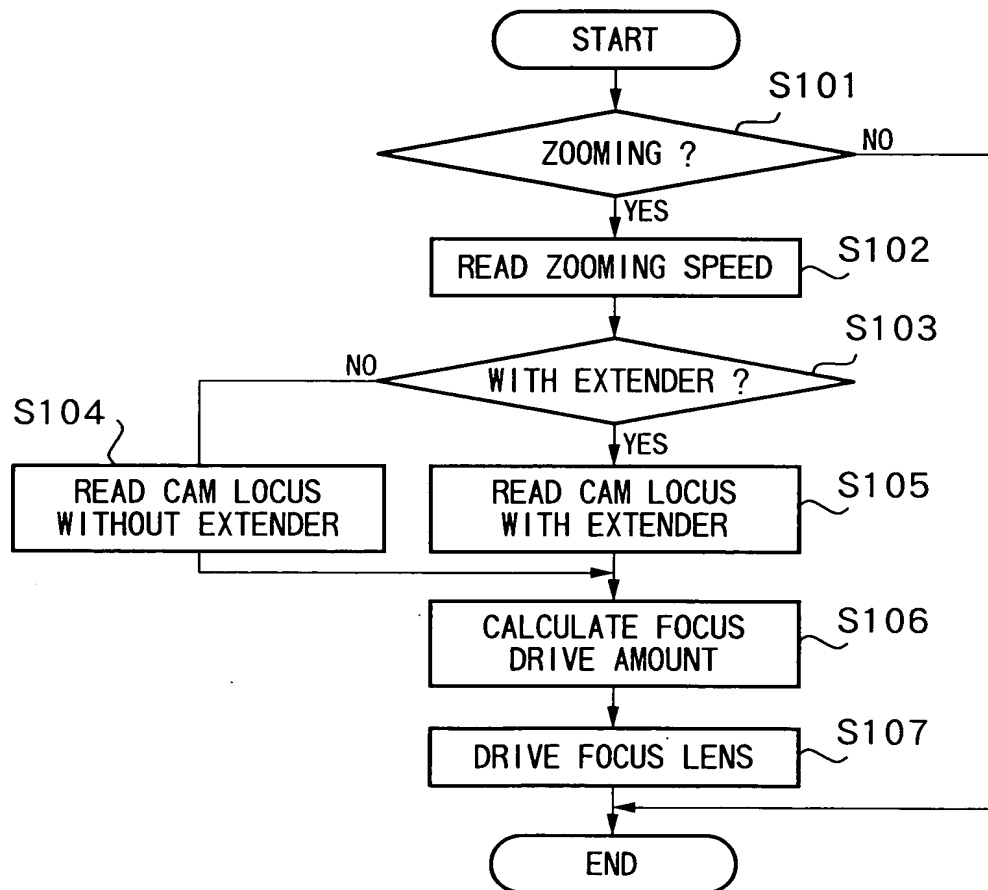 START
S101
ZOOMING ?
NO
YES
READ ZOOMING SPEED
S102
S103
NO
WITH EXTENDER ?
YES
S104
READ CAM LOCUS
WITHOUT EXTENDER
READ CAM LOCUS
WITH EXTENDER
S105
CALCULATE FOCUS
DRIVE AMOUNT
S106
DRIVE FOCUS LENS
S107
END